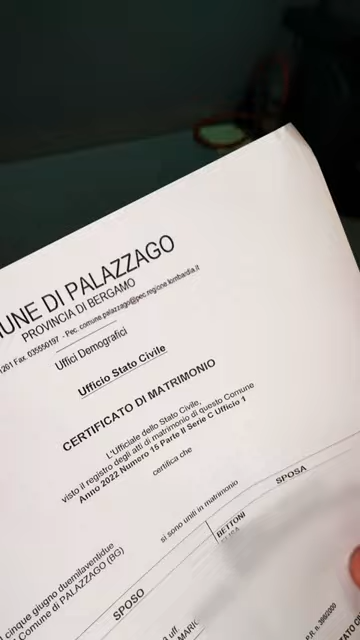 UNE DI PALAZZAGO
PROVINCIA DI BERGAMO
1201 Fax. 035550197 - Pec. comune.palazzago@pec.regione.lombardia.it
Uffici Demografici
Ufficio Stato Civile
CERTIFICATO DI MATRIMONIO
L'Ufficiale dello Stato Civile,
visto il registro degli atti di matrimonio di questo Comune
Anno 2022 Numero 15 Parte II Serie C Ufficio 1
certifica che
cinque giugno duemilaventidue
Comune di PALAZZAGO (BG)
si sono uniti in matrimonio
SPOSO
SPOSA
BETTONI
uff.
MARIO